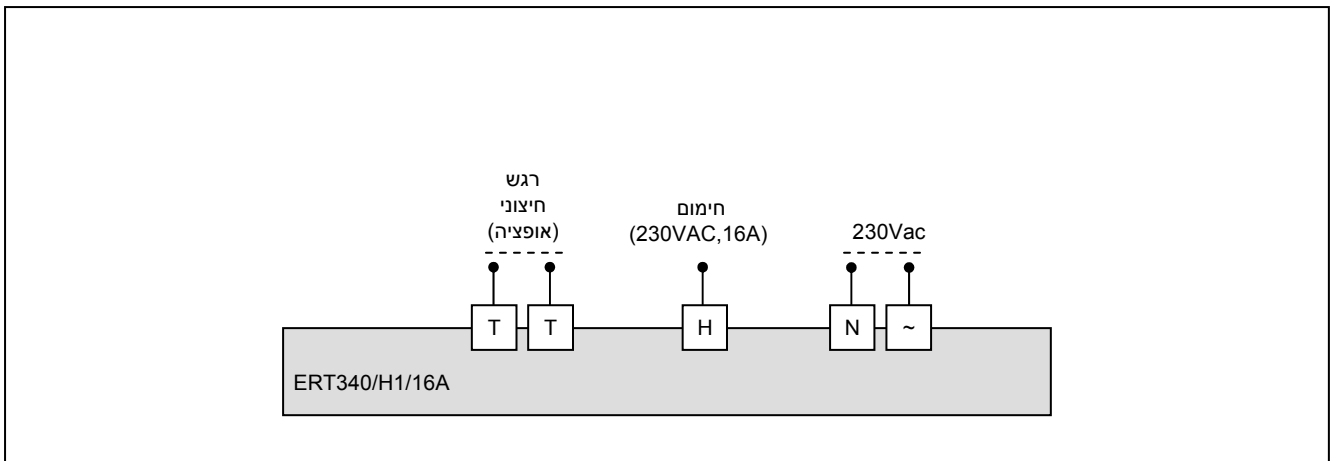 רגש
חיצוני
(אופציה)
חימום
(230VAC,16A)
230Vac
T T H N ~
ERT340/H1/16A